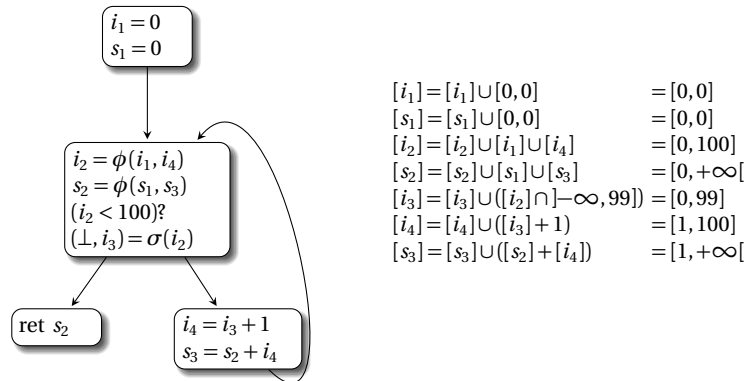 i₁ = 0
s₁ = 0
i₂ = ϕ(i₁, i₄)
s₂ = ϕ(s₁, s₃)
(i₂ < 100)?
(⊥, i₃) = σ(i₂)
ret s₂
i₄ = i₃ + 1
s₃ = s₂ + i₄
[i₁] = [i₁] ∪ [0, 0] = [0, 0]
[s₁] = [s₁] ∪ [0, 0] = [0, 0]
[i₂] = [i₂] ∪ [i₁] ∪ [i₄] = [0, 100]
[s₂] = [s₂] ∪ [s₁] ∪ [s₃] = [0, +∞[
[i₃] = [i₃] ∪ ([i₂] ∩ ]−∞, 99]) = [0, 99]
[i₄] = [i₄] ∪ ([i₃] + 1) = [1, 100]
[s₃] = [s₃] ∪ ([s₂] + [i₄]) = [1, +∞[